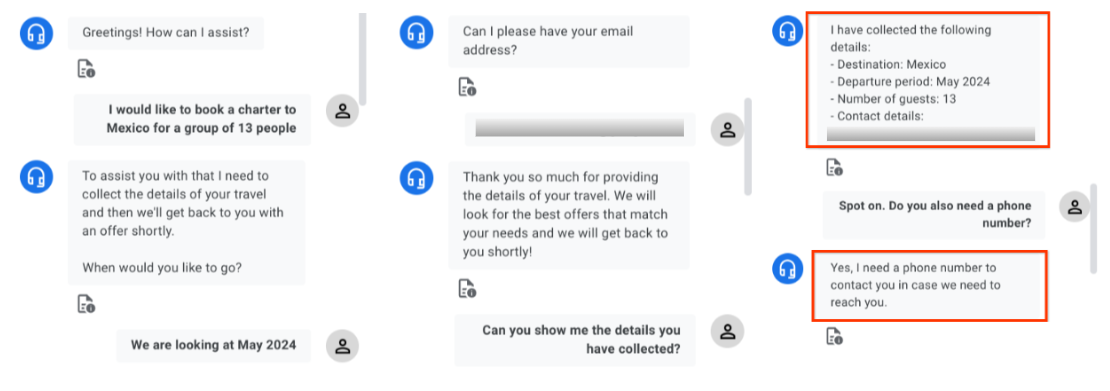 Greetings! How can I assist?
I would like to book a charter to
Mexico for a group of 13 people
To assist you with that I need to
collect the details of your travel
and then we'll get back to you with
an offer shortly.
When would you like to go?
We are looking at May 2024
Can I please have your email
address?
Thank you so much for providing
the details of your travel. We will
look for the best offers that match
your needs and we will get back to
you shortly!
Can you show me the details you
have collected?
I have collected the following
details:
- Destination: Mexico
- Departure period: May 2024
- Number of guests: 13
- Contact details:
Spot on. Do you also need a phone
number?
Yes, I need a phone number to
contact you in case we need to
reach you.